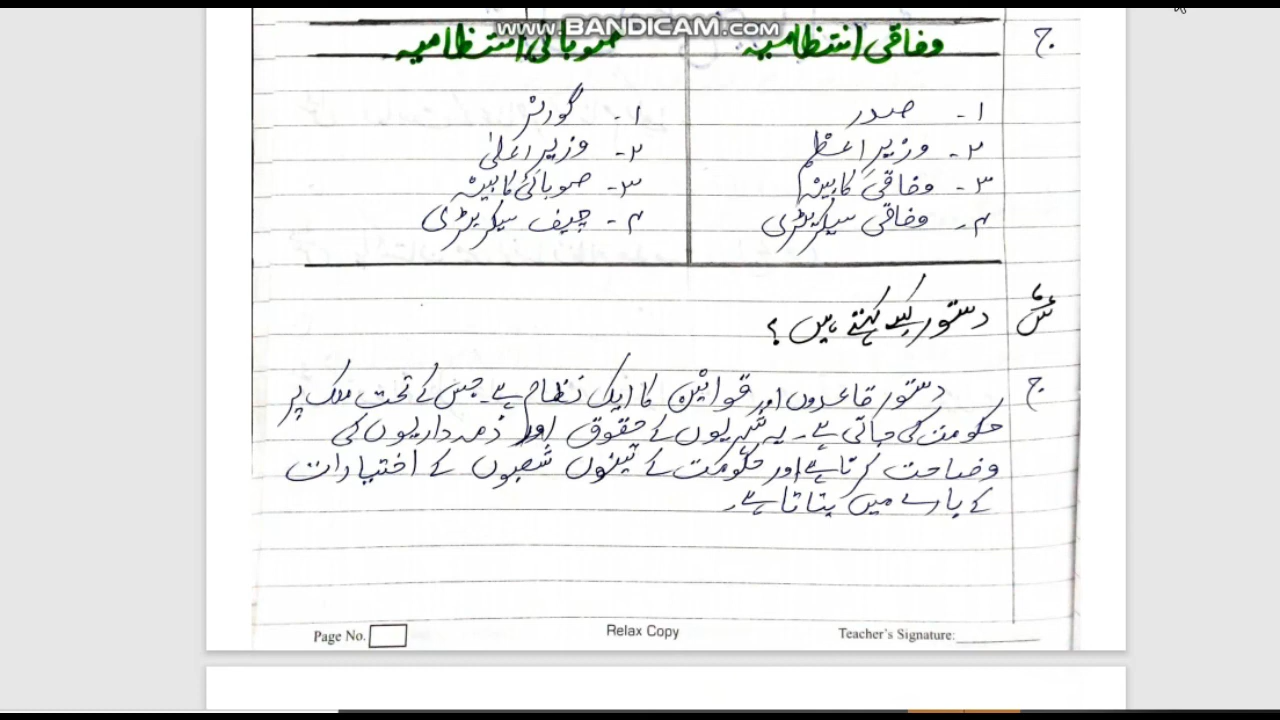 WWW.BANDICAM.COM
ج وفاقی انتظامیہ صوبائی انتظامیہ
۱- صدر ۱- گورنر
۲- وزیر اعظم ۲- وزیر اعلیٰ
۳- وفاقی کابینہ ۳- صوبائی کابینہ
۴- وفاقی سیکریٹری ۴- چیف سیکریٹری
دستور کسے کہتے ہیں؟
ج دستور قاعدوں اور قوانین کا ایک نظام ہے۔ جس کے تحت ملک پر
حکومت کی جاتی ہے۔ یہ شہریوں کے حقوق اور ذمہ داریوں کی
وضاحت کرتا ہے اور حکومت کے تینوں شعبوں کے اختیارات
کے بارے میں بتاتا ہے۔
Page No. Relax Copy Teacher's Signature: